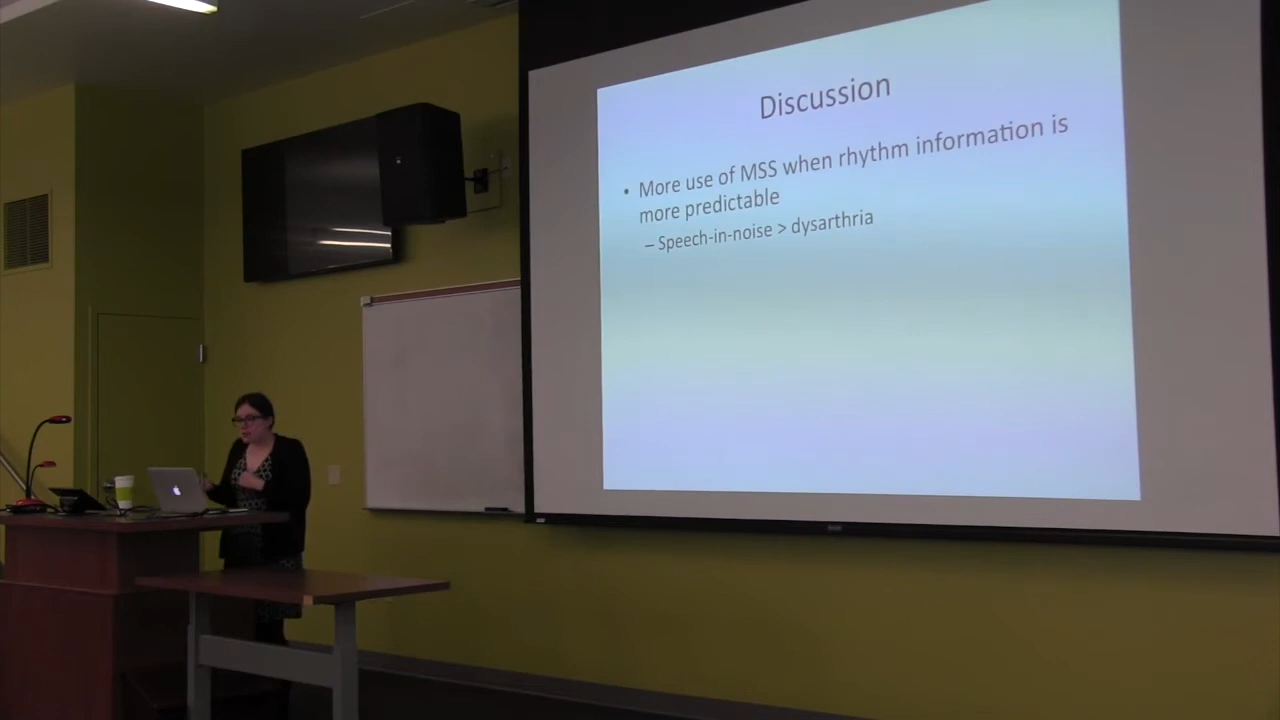 Discussion
• More use of MSS when rhythm information is
more predictable
– Speech-in-noise > dysarthria